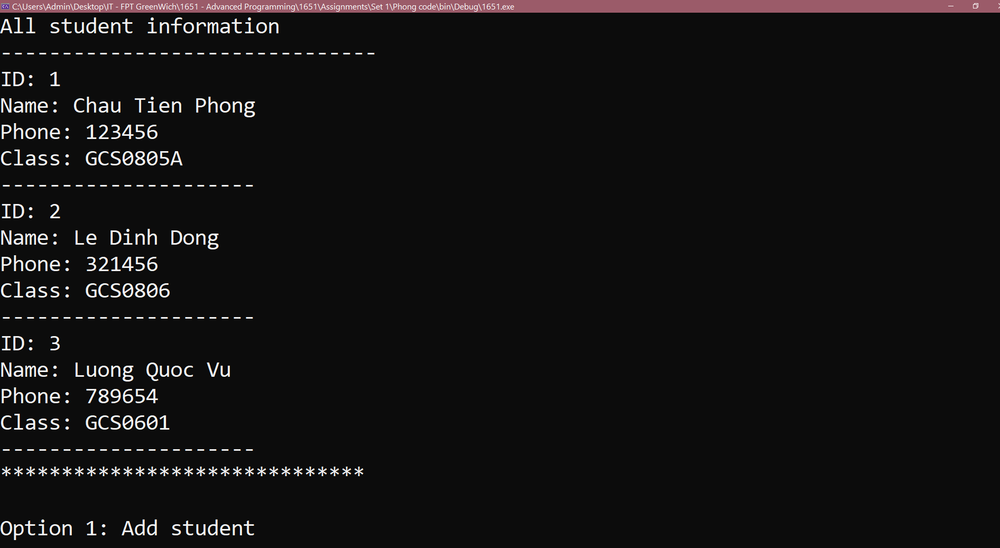 C:\Users\Admin\Desktop\IT - FPT GreenWich\1651 - Advanced Programming\1651\Assignments\Set 1\Phong code\bin\Debug\1651.exe
All student information
-------------------------------
ID: 1
Name: Chau Tien Phong
Phone: 123456
Class: GCS0805A
---------------------
ID: 2
Name: Le Dinh Dong
Phone: 321456
Class: GCS0806
---------------------
ID: 3
Name: Luong Quoc Vu
Phone: 789654
Class: GCS0601
---------------------
******************************
Option 1: Add student